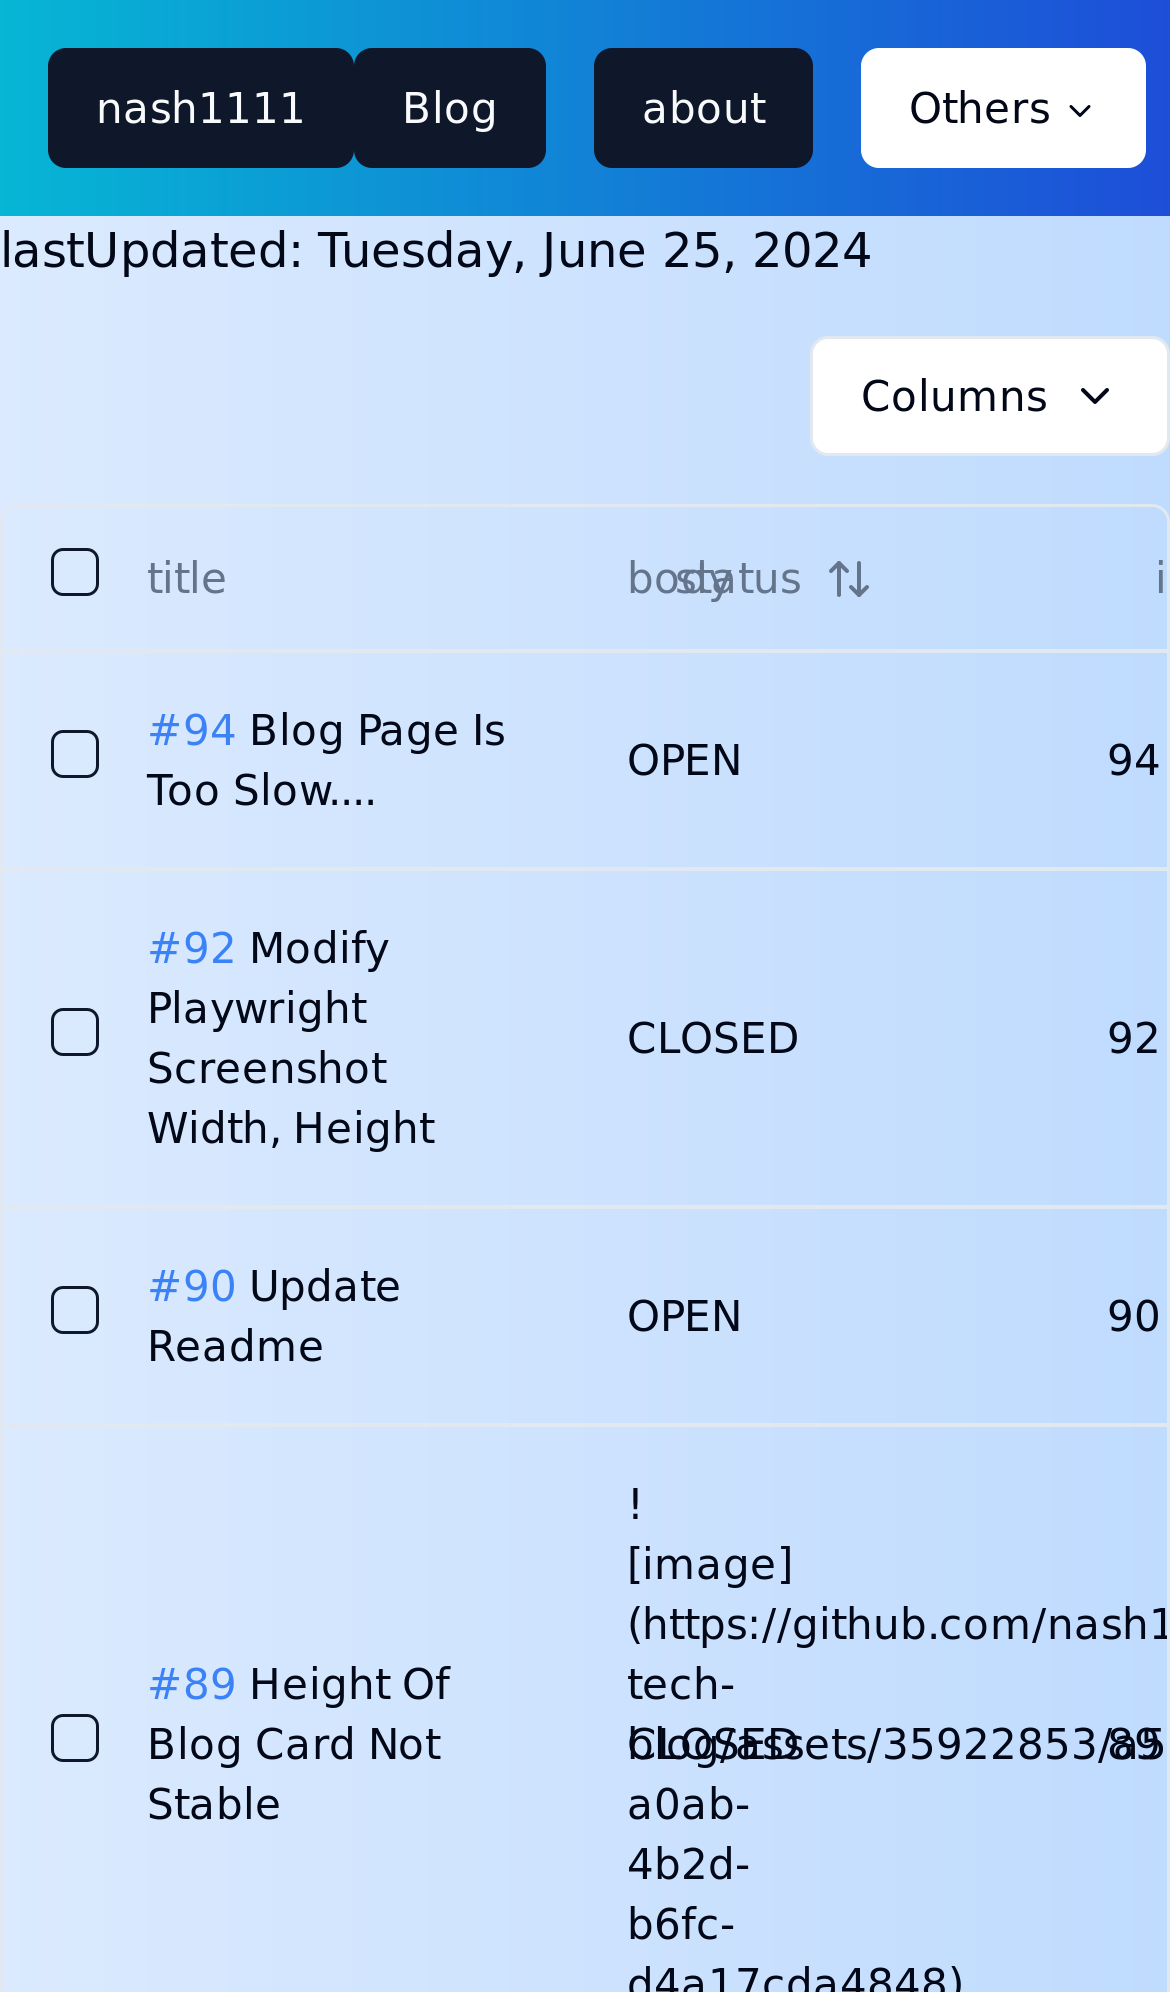 nash1111 Blog about Others
lastUpdated: Tuesday, June 25, 2024
Columns
title body status i
#94 Blog Page Is
Too Slow....
OPEN 94
#92 Modify
Playwright
Screenshot
Width, Height
CLOSED 92
#90 Update
Readme
OPEN 90
#89 Height Of
Blog Card Not
Stable
!
[image]
(https://github.com/nash1
tech-
blog/assets/35922853/a5
CLOSED 89
a0ab-
4b2d-
b6fc-
d4a17cda4848)